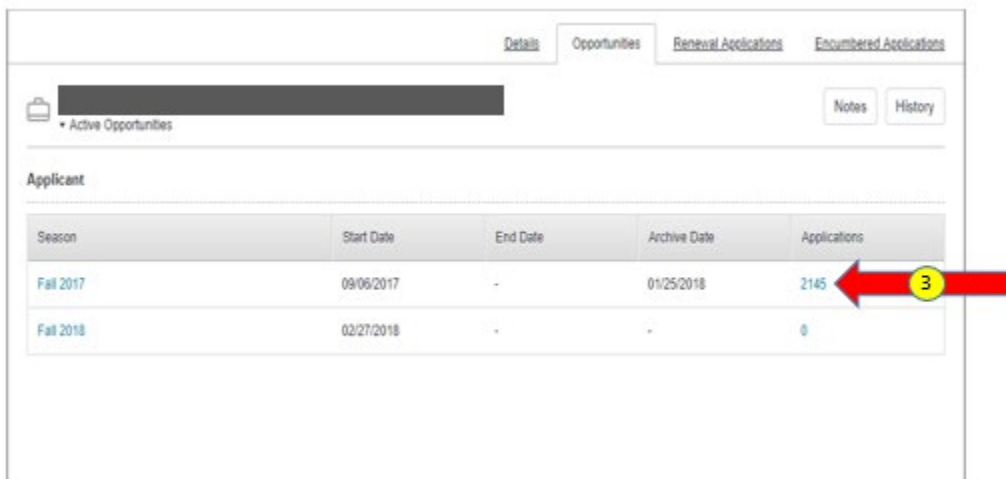 Details Opportunities Renewal Applications Encumbered Applications
Notes History
• Active Opportunities
Applicant
Season Start Date End Date Archive Date Applications
Fall 2017 09/06/2017 - 01/25/2018 2145 3
Fall 2018 02/27/2018 - - 0